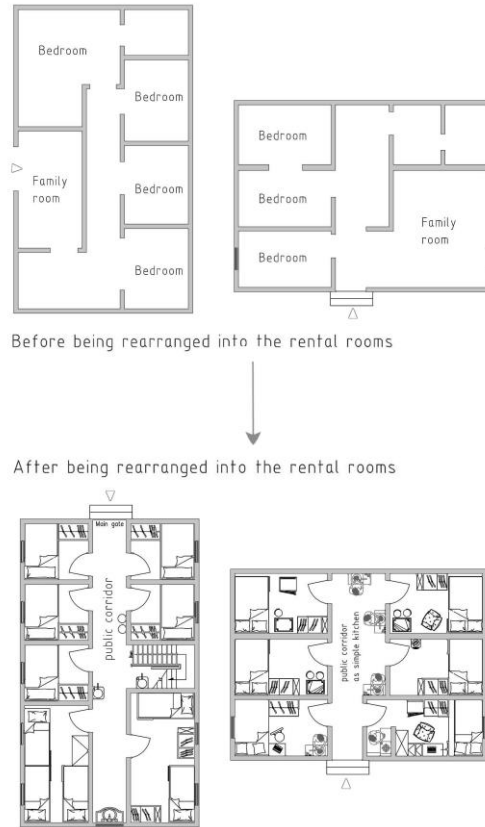 Bedroom
Bedroom
Bedroom
Bedroom
Family
room
Bedroom
Bedroom
Bedroom
Family
room
Before being rearranged into the rental rooms
After being rearranged into the rental rooms
Main gate
public corridor
public corridor
as simple kitchen